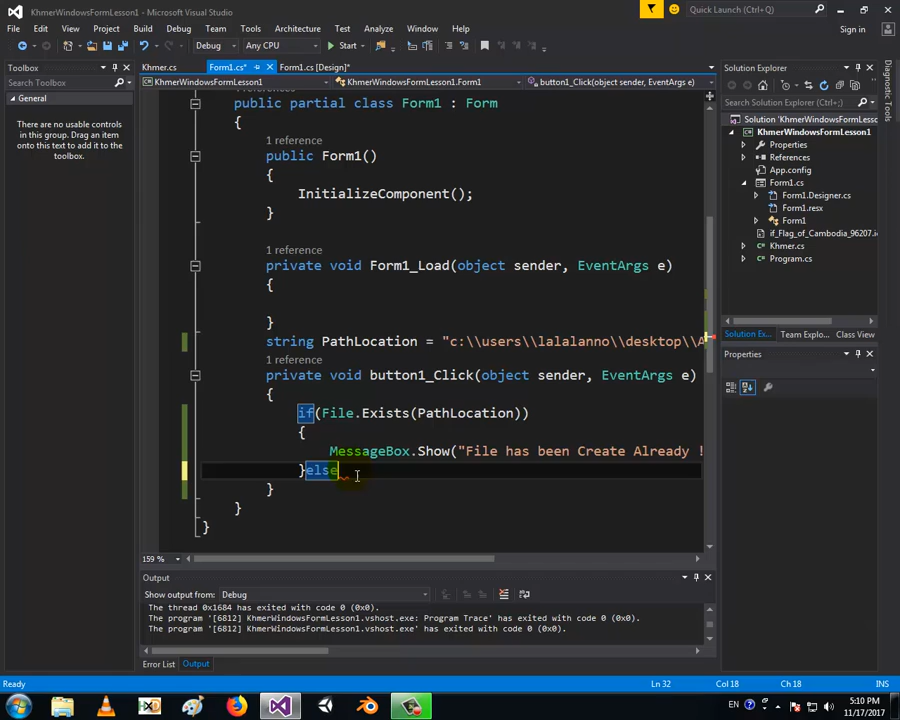 KhmerWindowsFormLesson1 - Microsoft Visual Studio
Quick Launch (Ctrl+Q)
File Edit View Project Build Debug Team Tools Architecture Test Analyze Window Help
Sign in
Debug Any CPU Start
Toolbox
Search Toolbox
General
There are no usable controls
in this group. Drag an item
onto this text to add it to the
toolbox.
Khmer.cs Form1.cs* Form1.cs [Design]*
KhmerWindowsFormLesson1 KhmerWindowsFormLesson1.Form1 button1_Click(object sender, EventArgs e)
public partial class Form1 : Form
{
1 reference
public Form1()
{
InitializeComponent();
}
1 reference
private void Form1_Load(object sender, EventArgs e)
{
}
string PathLocation = "c:\\users\\lalalanno\\desktop\\A
1 reference
private void button1_Click(object sender, EventArgs e)
{
if(File.Exists(PathLocation))
{
MessageBox.Show("File has been Create Already !
}else
}
}
}
159 %
Output
Show output from: Debug
The thread 0x1684 has exited with code 0 (0x0).
The program '[6812] KhmerWindowsFormLesson1.vshost.exe: Program Trace' has exited with code 0 (0x0).
The program '[6812] KhmerWindowsFormLesson1.vshost.exe' has exited with code 0 (0x0).
Error List Output
Solution Explorer
Search Solution Explorer (Ctrl+;)
Solution 'KhmerWindowsFormLesso
KhmerWindowsFormLesson1
Properties
References
App.config
Form1.cs
Form1.Designer.cs
Form1.resx
Form1
if_Flag_of_Cambodia_96207.i
Khmer.cs
Program.cs
Solution Ex... Team Explor... Class View
Properties
Diagnostic Tools
Ready Ln 32 Col 18 Ch 18 INS
EN
5:10 PM
11/17/2017